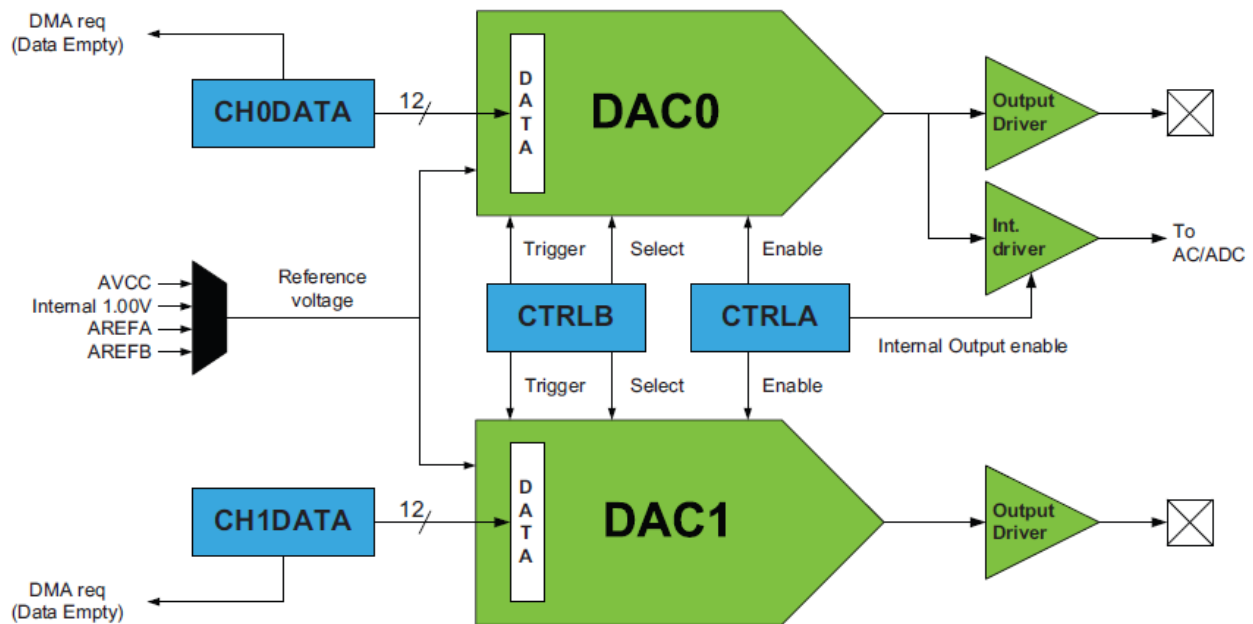 DMA req
(Data Empty)
CH0DATA
12
D
A
T
A
DAC0
Output
Driver
Int.
driver
To
AC/ADC
Trigger
Select
Enable
AVCC
Internal 1.00V
AREFA
AREFB
Reference
voltage
CTRLB
CTRLA
Internal Output enable
Trigger
Select
Enable
CH1DATA
12
D
A
T
A
DAC1
Output
Driver
DMA req
(Data Empty)